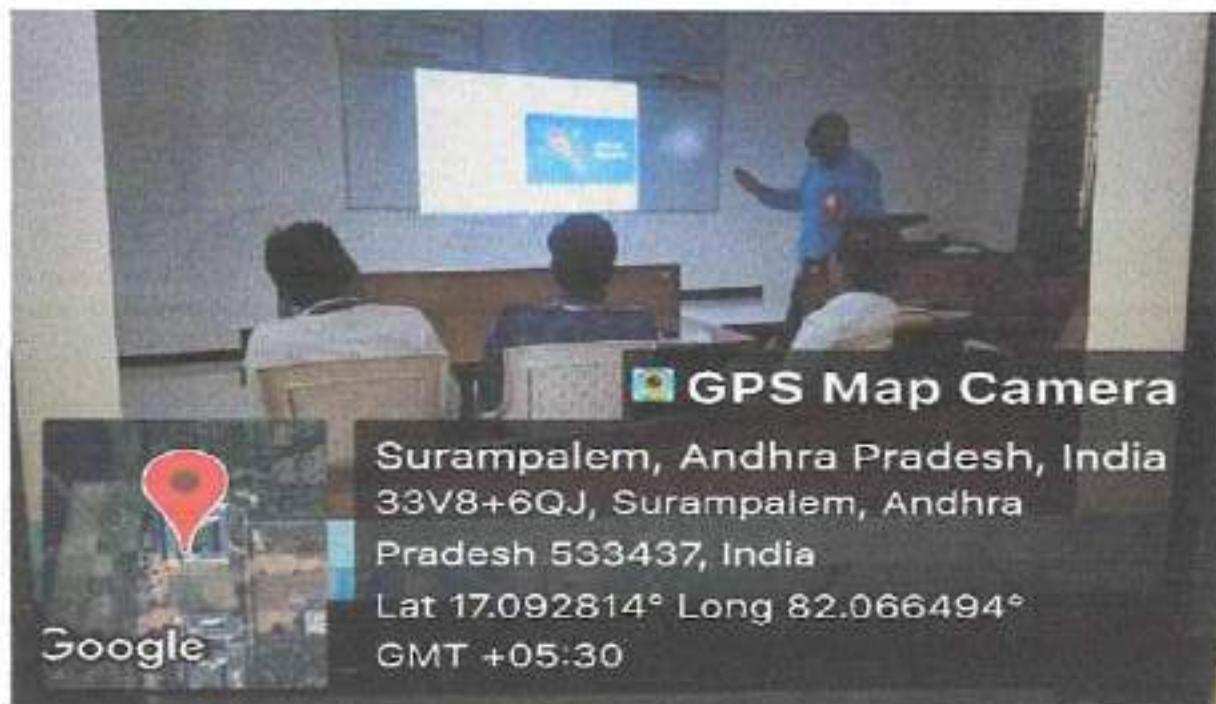 GPS Map Camera
Surampalem, Andhra Pradesh, India
33V8+6QJ, Surampalem, Andhra
Pradesh 533437, India
Lat 17.092814° Long 82.066494°
GMT +05:30
Google